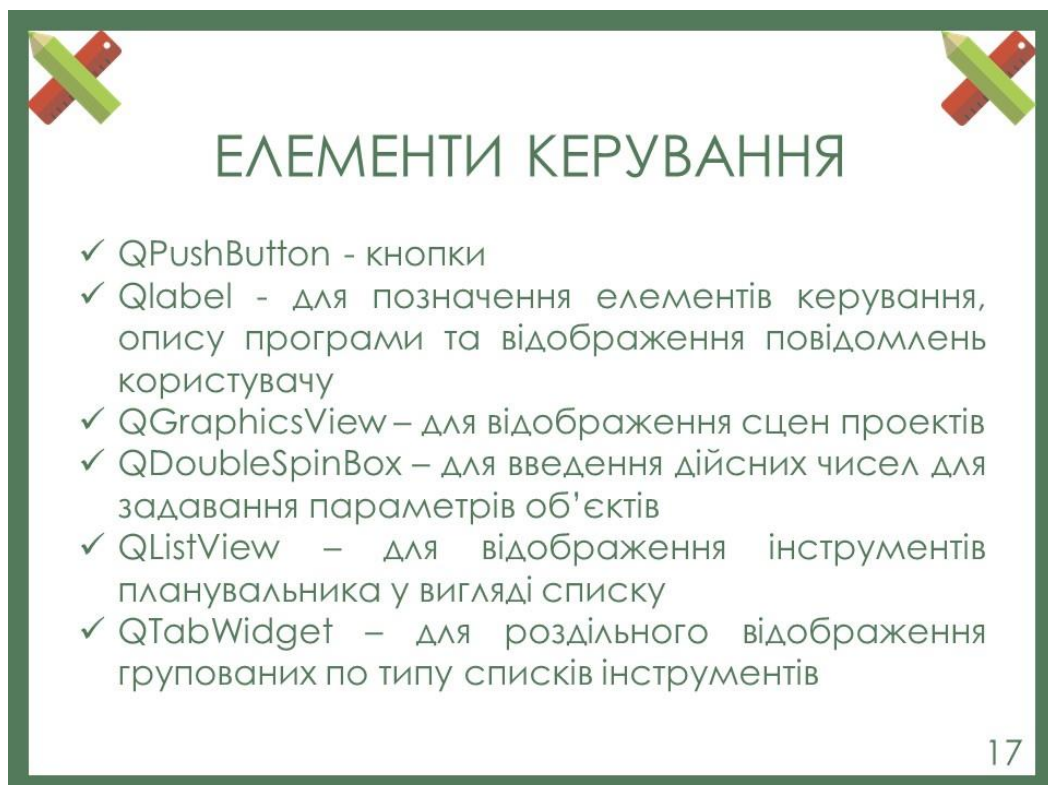 ЕЛЕМЕНТИ КЕРУВАННЯ
✓ QPushButton - кнопки
✓ Qlabel - для позначення елементів керування,
опису програми та відображення повідомлень
користувачу
✓ QGraphicsView – для відображення сцен проектів
✓ QDoubleSpinBox – для введення дійсних чисел для
задавання параметрів об’єктів
✓ QListView – для відображення інструментів
планувальника у вигляді списку
✓ QTabWidget – для роздільного відображення
групованих по типу списків інструментів
17